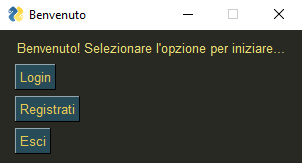 Benvenuto
Benvenuto! Selezionare l'opzione per iniziare...
Login
Registrati
Esci